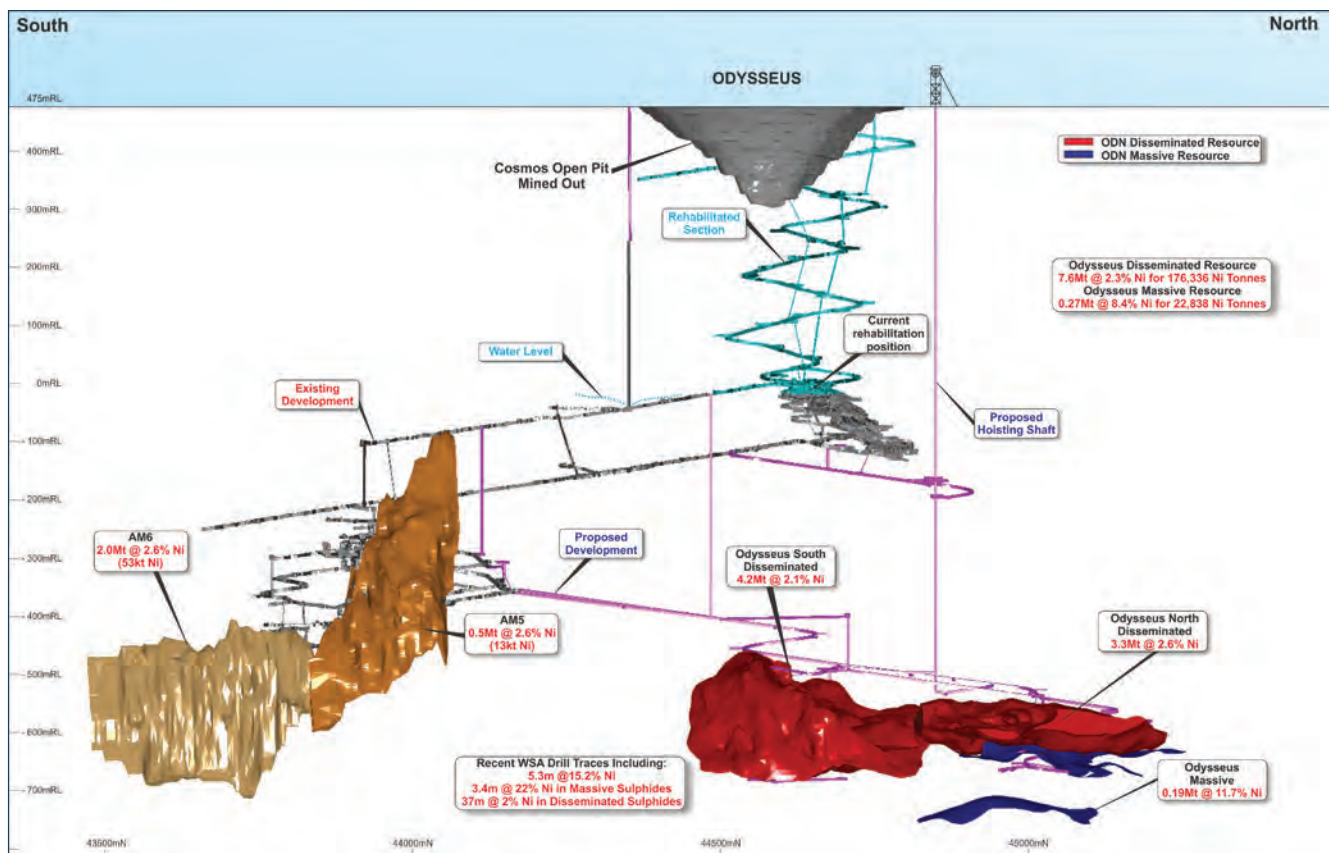 South
North
ODYSSEUS
475mRL
400mRL
300mRL
200mRL
100mRL
0mRL
- 100mRL
- 200mRL
- 300mRL
- 400mRL
- 500mRL
- 600mRL
- 700mRL
Cosmos Open Pit
Mined Out
ODN Disseminated Resource
ODN Massive Resource
Rehabilitated
Section
Odysseus Disseminated Resource
7.6Mt @ 2.3% Ni for 176,336 Ni Tonnes
Odysseus Massive Resource
0.27Mt @ 8.4% Ni for 22,838 Ni Tonnes
Current
rehabilitation
position
Water Level
Existing
Development
Proposed
Hoisting Shaft
AM6
2.0Mt @ 2.6% Ni
(53kt Ni)
Proposed
Development
Odysseus South
Disseminated
4.2Mt @ 2.1% Ni
AM5
0.5Mt @ 2.6% Ni
(13kt Ni)
Odysseus North
Disseminated
3.3Mt @ 2.6% Ni
Recent WSA Drill Traces Including:
5.3m @15.2% Ni
3.4m @ 22% Ni in Massive Sulphides
37m @ 2% Ni in Disseminated Sulphides
Odysseus
Massive
0.19Mt @ 11.7% Ni
43500mN
44000mN
44500mN
45000mN